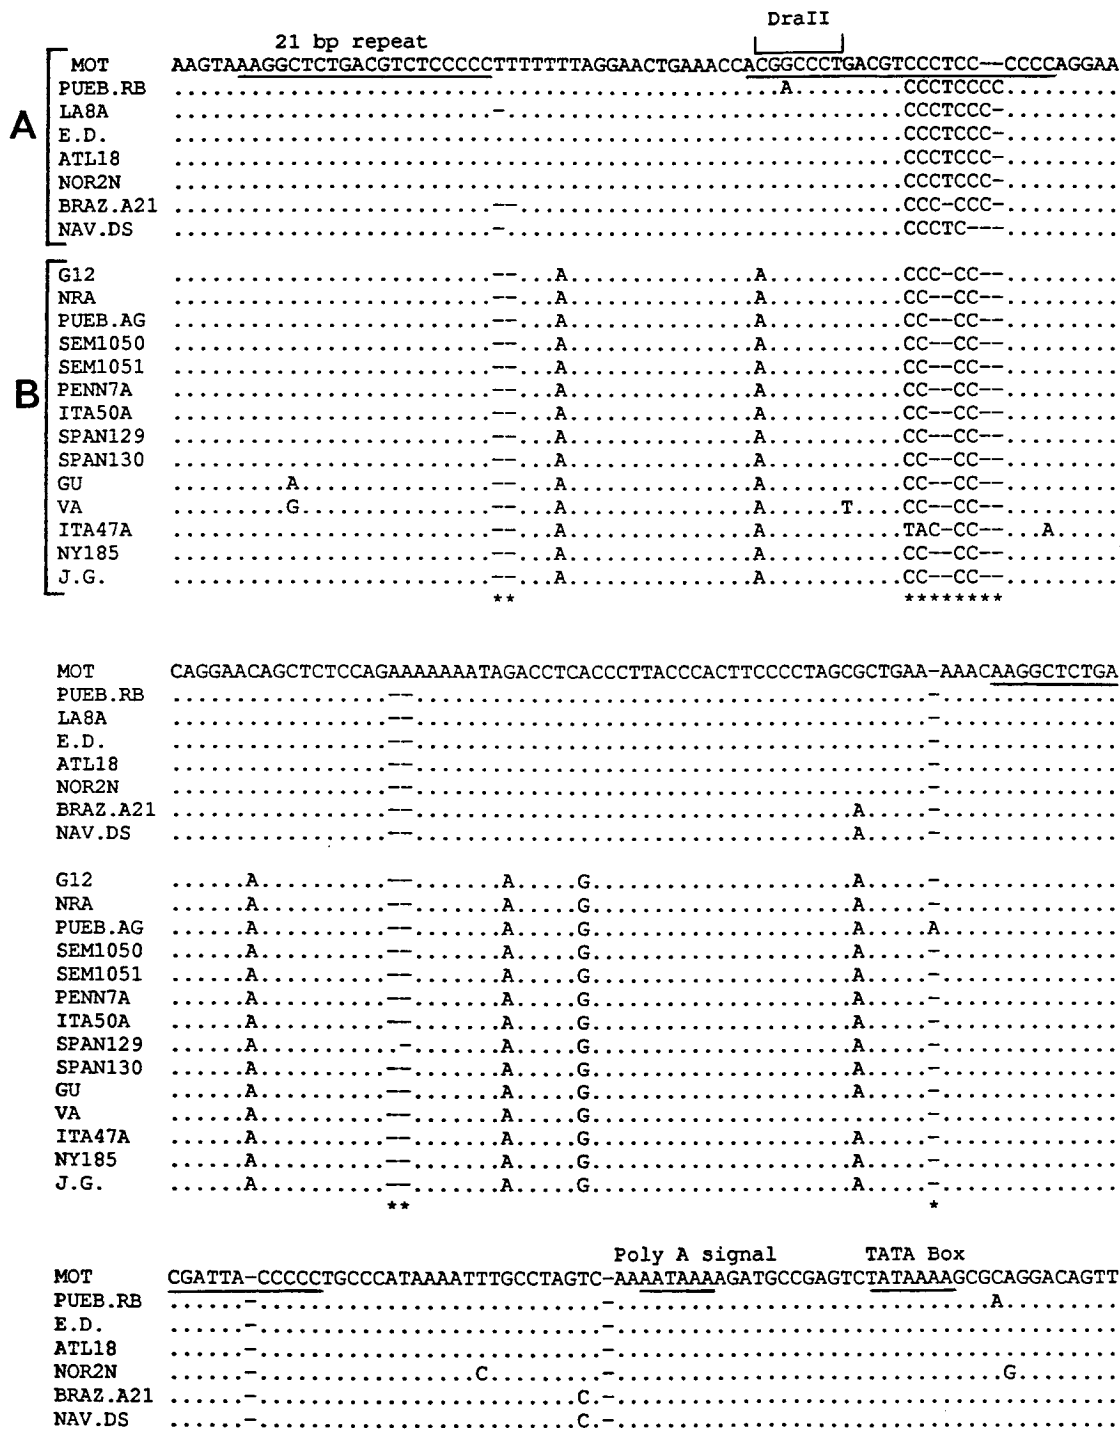 DraII
21 bp repeat
A
MOT AAGTAAAGGCTCTGACGTCTCCCCCTTTTTTTAGGAACTGAAACCACGGCCCTGACGTCCCTCC--CCCCAGGAA
PUEB.RB ................................................A.........CCCTCCCC.........
LA8A .........................-................................CCCTCCC-.........
E.D. ..........................................................CCCTCCC-.........
ATL18 ..........................................................CCCTCCC-.........
NOR2N ..........................................................CCCTCCC-.........
BRAZ.A21 .........................--...............................CCC-CCC-.........
NAV.DS .........................-................................CCCTC---.........
B
G12 .........................--...A...............A...........CCC-CC--.........
NRA .........................--...A...............A...........CC--CC--.........
PUEB.AG .........................--...A...............A...........CC--CC--.........
SEM1050 .........................--...A...............A...........CC--CC--.........
SEM1051 .........................--...A...............A...........CC--CC--.........
PENN7A .........................--...A...............A...........CC--CC--.........
ITA50A .........................--...A...............A...........CC--CC--.........
SPAN129 .........................--...A...............A...........CC--CC--.........
SPAN130 .........................--...A...............A...........CC--CC--.........
GU .........A...............--...A...............A...........CC--CC--.........
VA .........G...............--...A...............A......T....CC--CC--.........
ITA47A .........................--...A...............A...........TAC-CC--...A.....
NY185 .........................--...A...............A...........CC--CC--.........
J.G. .........................--...A...............A...........CC--CC--.........
** ********
MOT CAGGAACAGCTCTCCAGAAAAAAATAGACCTCACCCTTACCCACTTCCCCTAGCGCTGAA-AAACAAGGCTCTGA
PUEB.RB .................--.........................................-..............
LA8A .................--.........................................-..............
E.D. .................--.........................................-..............
ATL18 .................--.........................................-..............
NOR2N .................--.........................................-..............
BRAZ.A21 .................--...................................A.....-..............
NAV.DS .................--...................................A.....-..............
G12 ......A..........--.......A.....G.....................A.....-..............
NRA ......A..........--.......A.....G.....................A.....-..............
PUEB.AG ......A..........--.......A.....G.....................A.....A..............
SEM1050 ......A..........--.......A.....G.....................A.....-..............
SEM1051 ......A..........--.......A.....G.....................A.....-..............
PENN7A ......A..........--.......A.....G.....................A.....-..............
ITA50A ......A..........--.......A.....G.....................A.....-..............
SPAN129 ......A...........-.......A.....G.....................A.....-..............
SPAN130 ......A..........--.......A.....G.....................A.....-..............
GU ......A..........--.......A.....G.....................A.....-..............
VA ......A..........--.......A.....G...........................-..............
ITA47A ......A..........--.......A.....G.....................A.....-..............
NY185 ......A..........--.......A.....G.....................A.....-..............
J.G. ......A..........--.......A.....G.....................A.....-..............
** *
Poly A signal TATA Box
MOT CGATTA-CCCCCTGCCCATAAAATTTGCCTAGTC-AAAATAAAAGATGCCGAGTCTATAAAAGCGCAGGACAGTT
PUEB.RB ......-...........................-..............................A.........
E.D. ......-...........................-........................................
ATL18 ......-...........................-........................................
NOR2N ......-.................C.........-...............................G........
BRAZ.A21 ......-.........................C.-........................................
NAV.DS ......-.........................C.-........................................